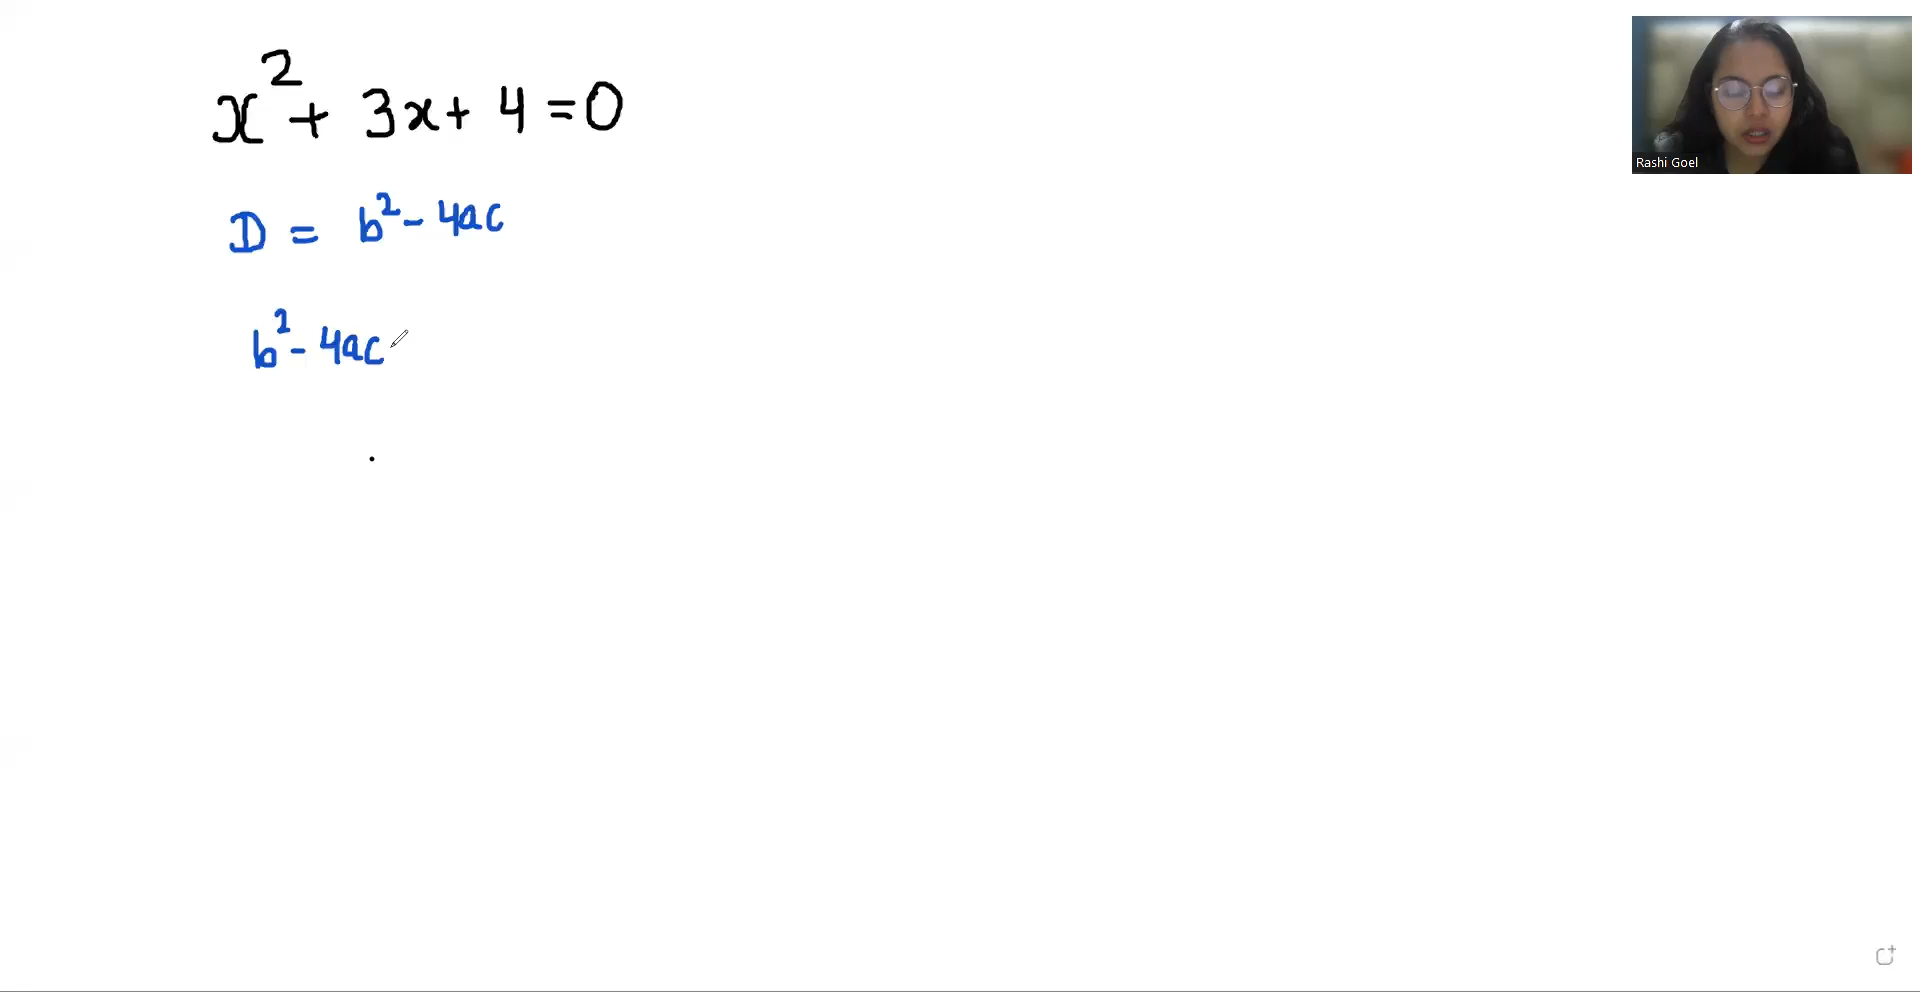 x² + 3x + 4 = 0
D = b² - 4ac
b² - 4ac
Rashi Goel